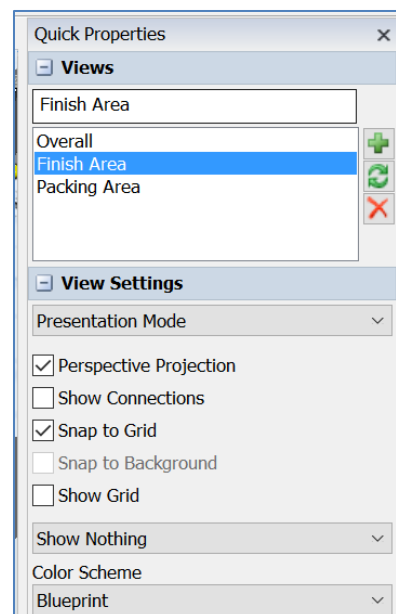 Quick Properties
Views
Finish Area
Overall
Finish Area
Packing Area
View Settings
Presentation Mode
Perspective Projection
Show Connections
Snap to Grid
Snap to Background
Show Grid
Show Nothing
Color Scheme
Blueprint